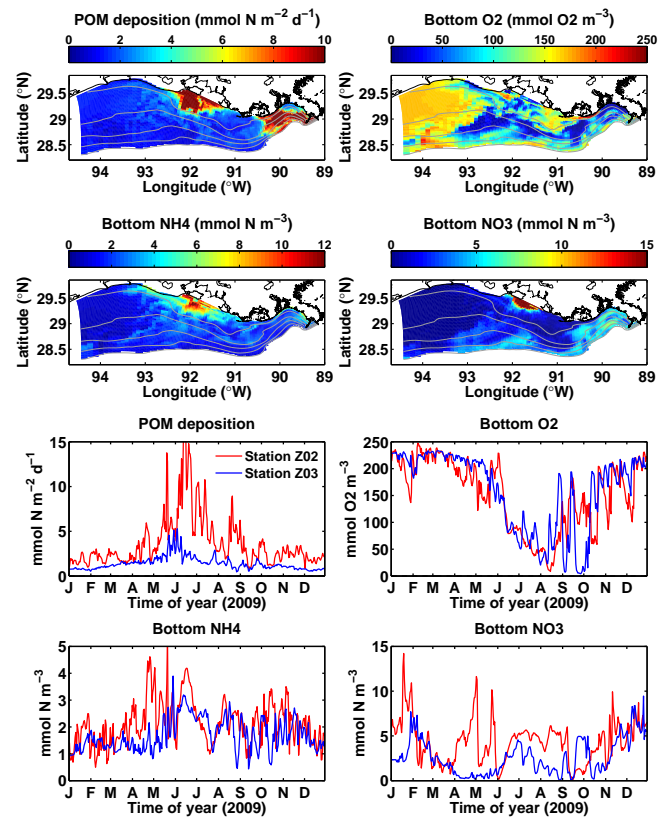 POM deposition (mmol N m−2 d−1)
0 2 4 6 8 10
29.5
29
28.5
Latitude (°N)
94 93 92 91 90 89
Longitude (°W)
Bottom O2 (mmol O2 m−3)
0 50 100 150 200 250
29.5
29
28.5
Latitude (°N)
94 93 92 91 90 89
Longitude (°W)
Bottom NH4 (mmol N m−3)
0 2 4 6 8 10 12
29.5
29
28.5
Latitude (°N)
94 93 92 91 90 89
Longitude (°W)
Bottom NO3 (mmol N m−3)
0 5 10 15
29.5
29
28.5
Latitude (°N)
94 93 92 91 90 89
Longitude (°W)
POM deposition
15
10
5
0
mmol N m−2 d−1
Station Z02
Station Z03
J F M A M J J A S O N D
Time of year (2009)
Bottom O2
250
200
150
100
50
0
mmol O2 m−3
J F M A M J J A S O N D
Time of year (2009)
Bottom NH4
5
4
3
2
1
0
mmol N m−3
J F M A M J J A S O N D
Time of year (2009)
Bottom NO3
15
10
5
0
mmol N m−3
J F M A M J J A S O N D
Time of year (2009)